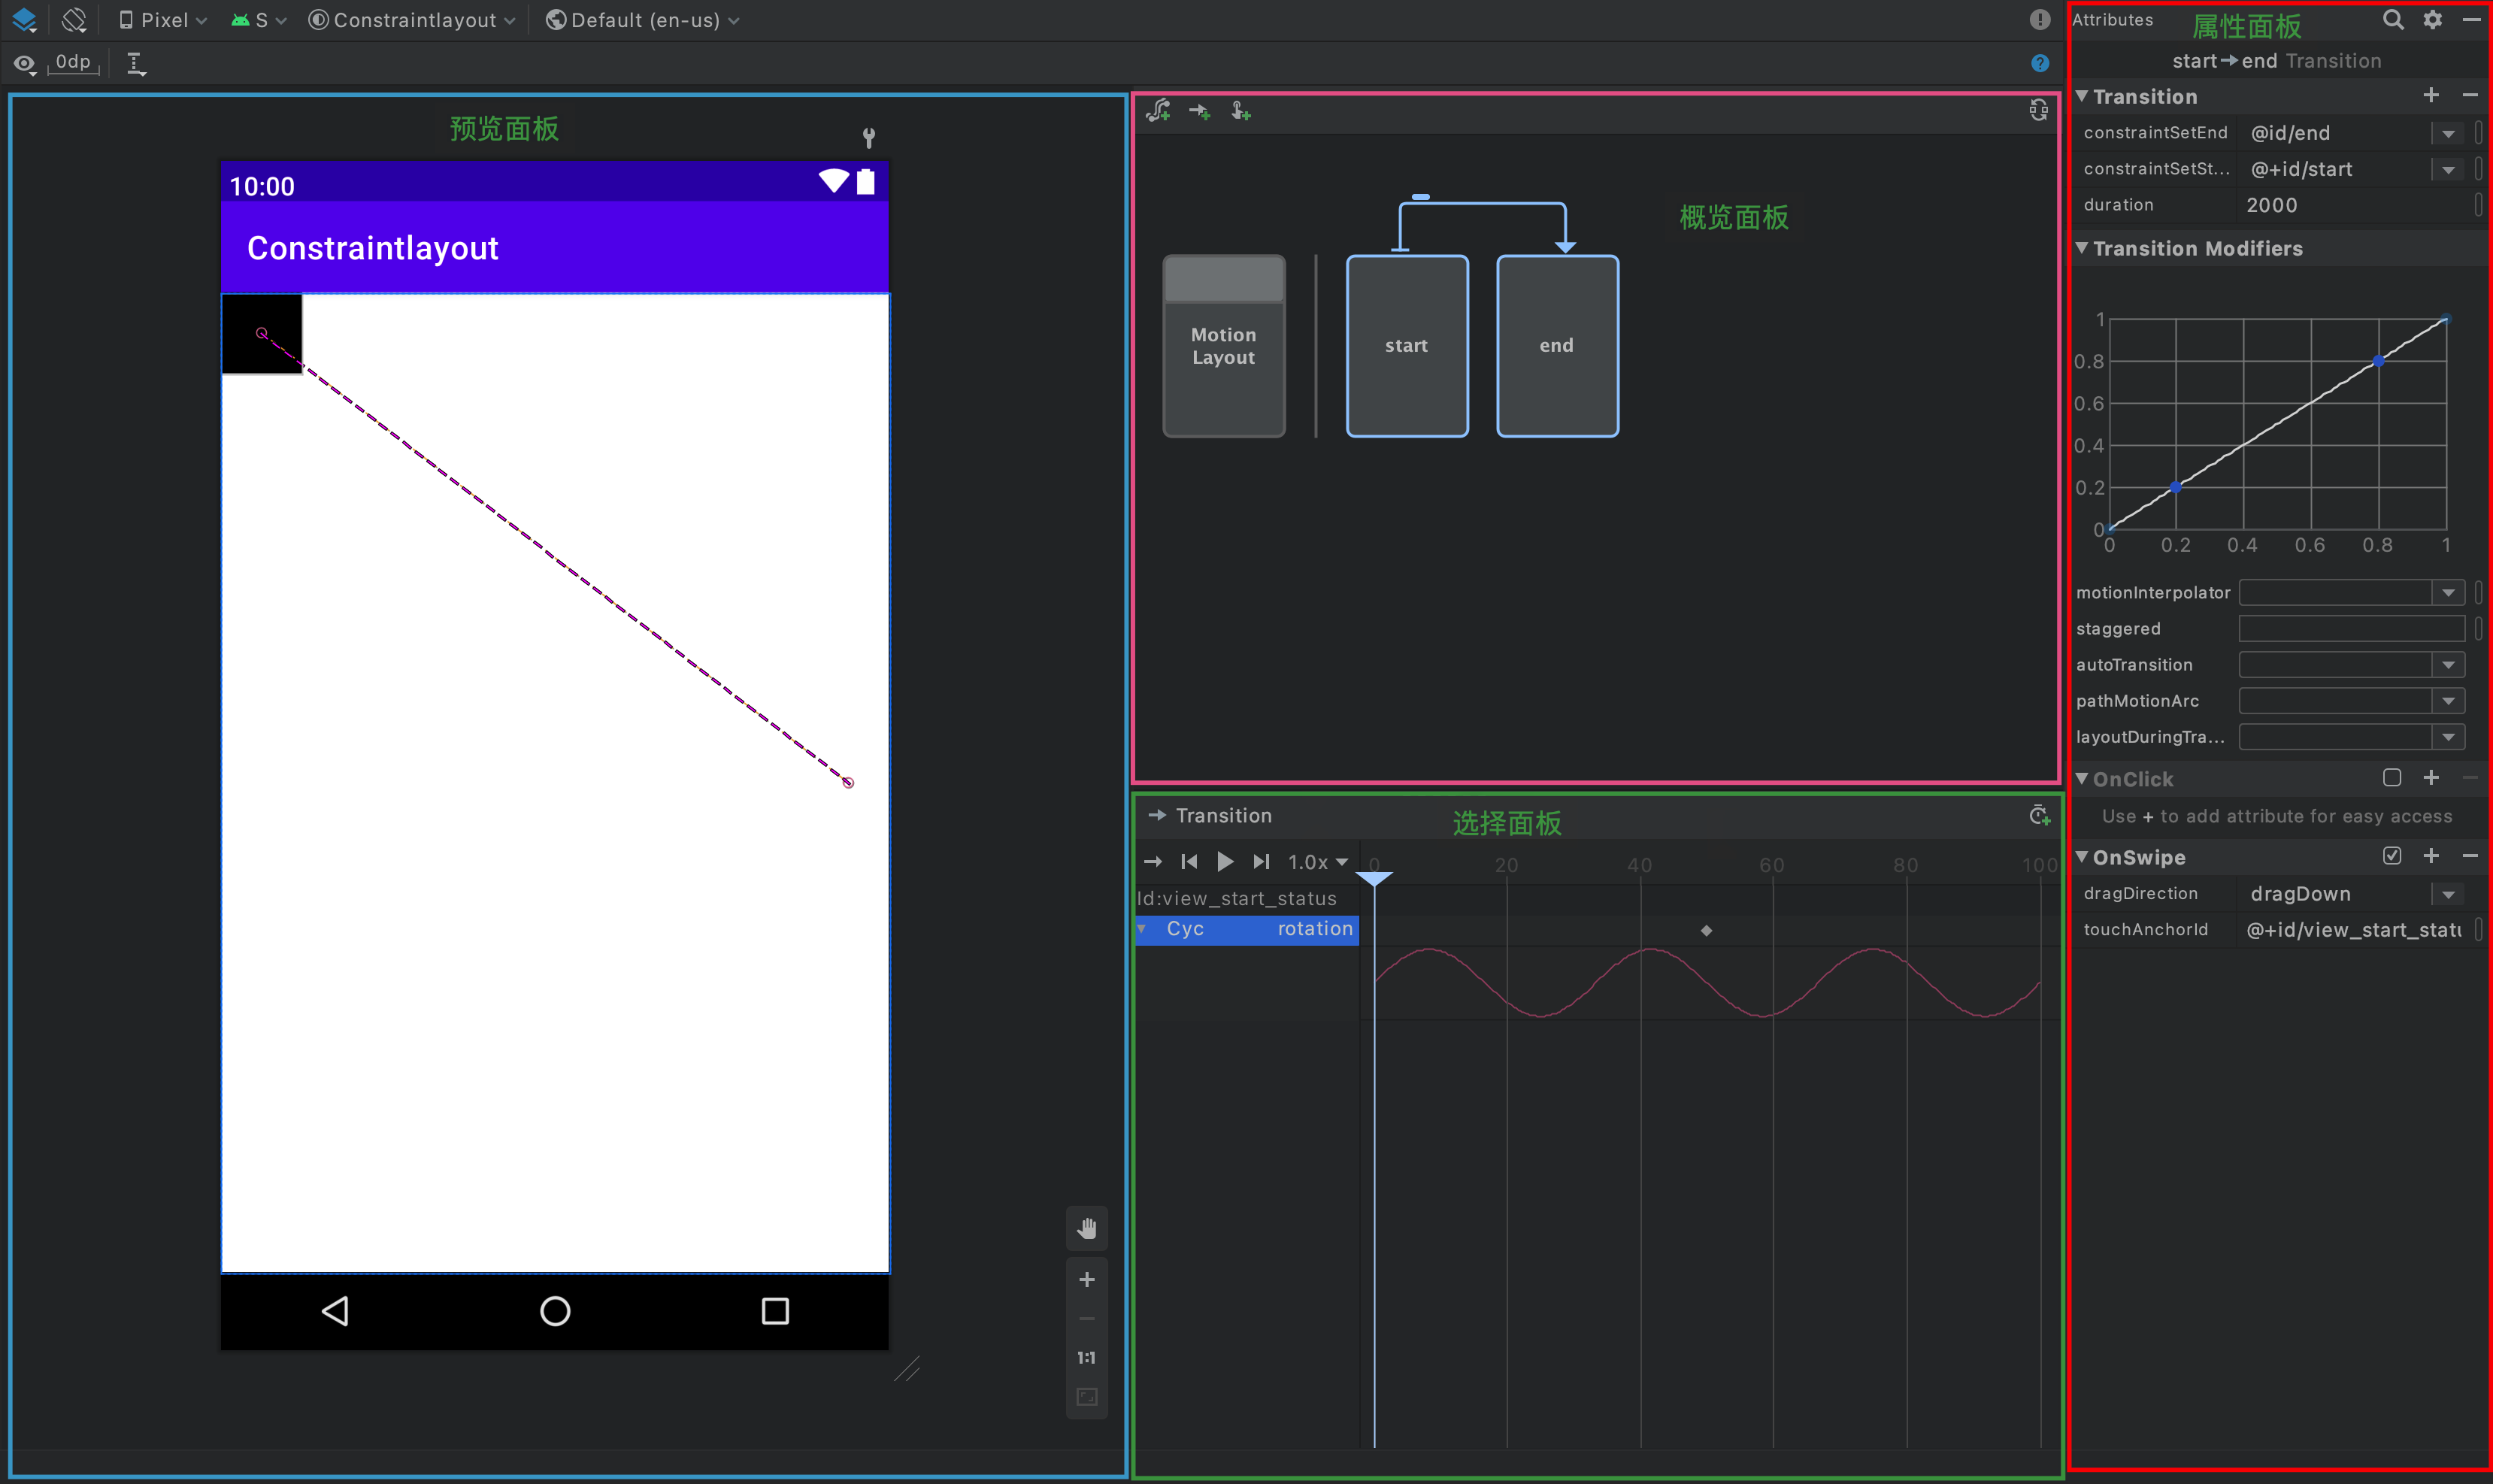 Pixel S Constraintlayout Default (en-us)
0dp
预览面板
10:00
Constraintlayout
1:1
概览面板
Motion
Layout
start
end
Transition
选择面板
1.0x
0 20 40 60 80 100
Id:view_start_status
Cyc rotation
Attributes
属性面板
start end Transition
Transition
constraintSetEnd @id/end
constraintSetSt... @+id/start
duration 2000
Transition Modifiers
1
0.8
0.6
0.4
0.2
0
0 0.2 0.4 0.6 0.8 1
motionInterpolator
staggered
autoTransition
pathMotionArc
layoutDuringTra...
OnClick
Use + to add attribute for easy access
OnSwipe
dragDirection dragDown
touchAnchorId @+id/view_start_statu